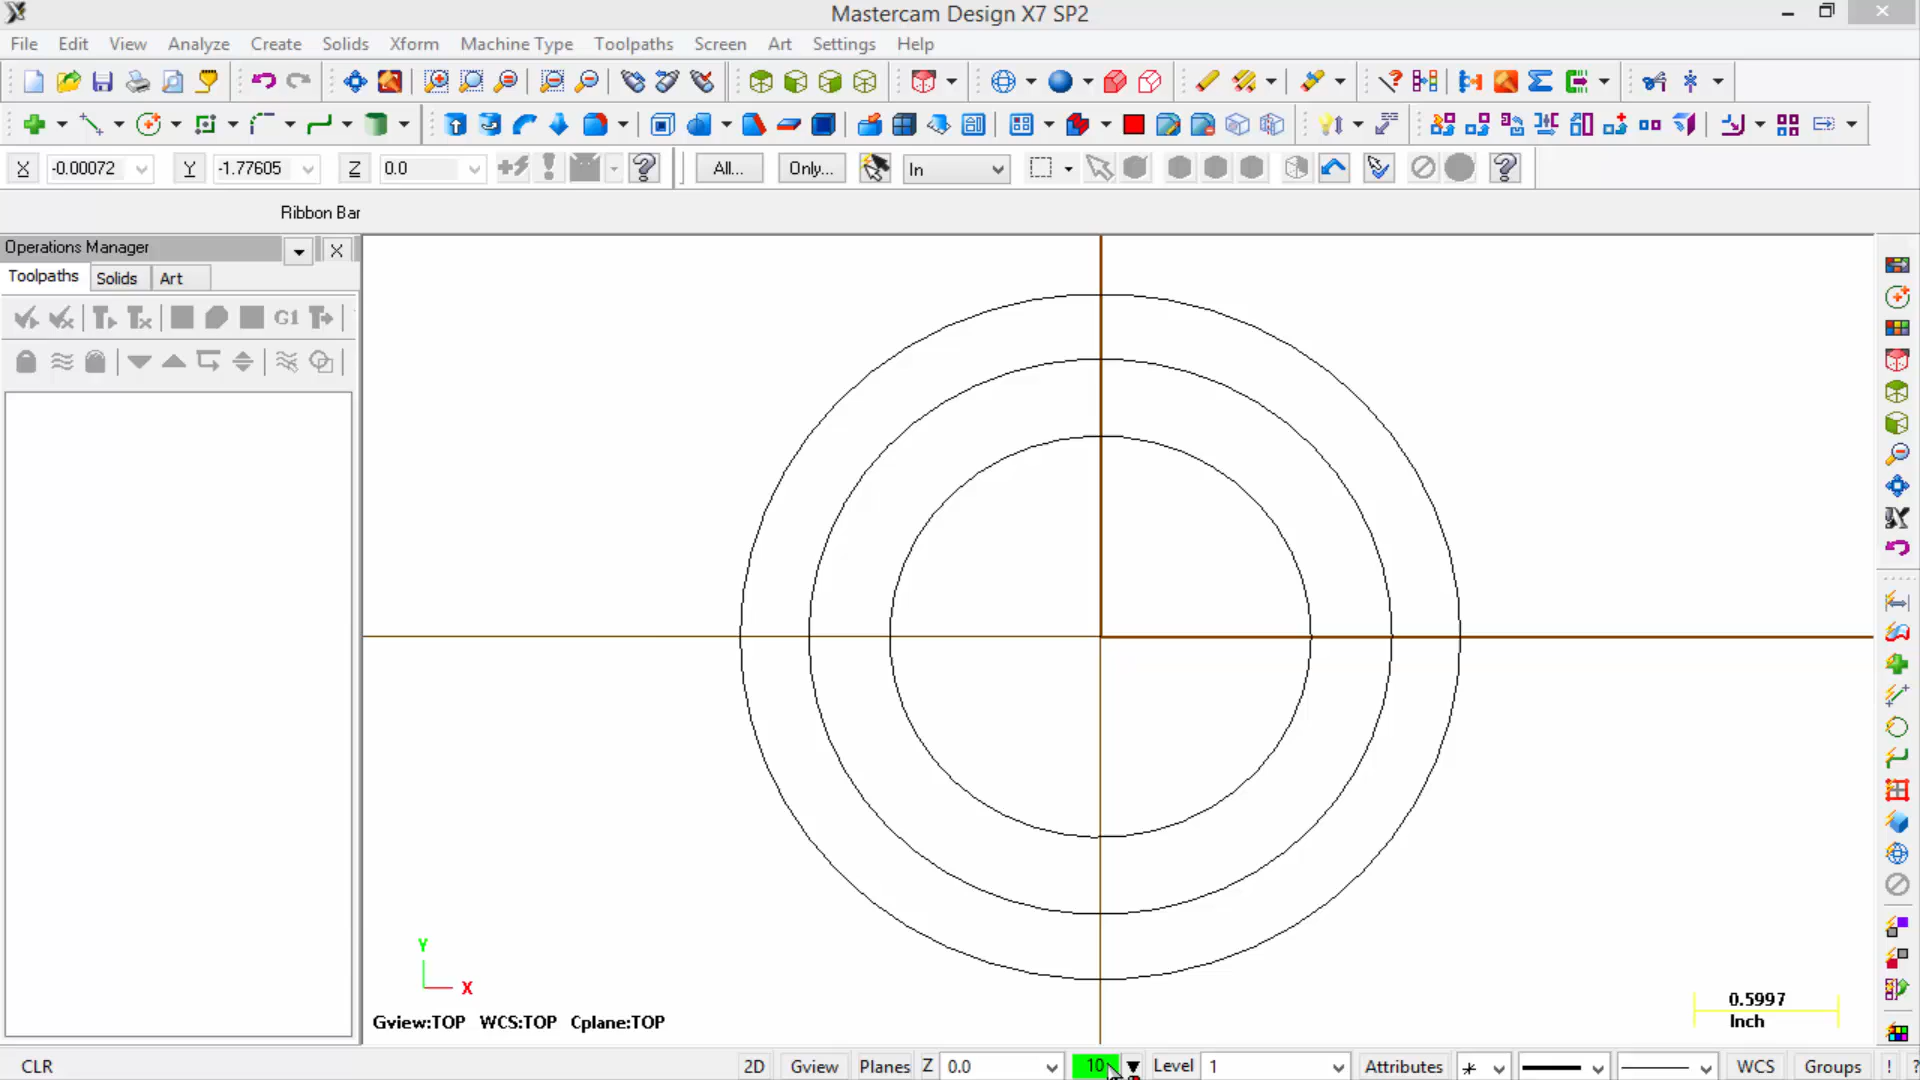 Mastercam Design X7 SP2
File Edit View Analyze Create Solids Xform Machine Type Toolpaths Screen Art Settings Help
X -0.00072 Y -1.77605 Z 0.0 All... Only... In
Ribbon Bar
Operations Manager
Toolpaths Solids Art
G1
Y
X
Gview:TOP WCS:TOP Cplane:TOP
0.5997
Inch
CLR 2D Gview Planes Z 0.0 10 Level 1 Attributes WCS Groups ! ?